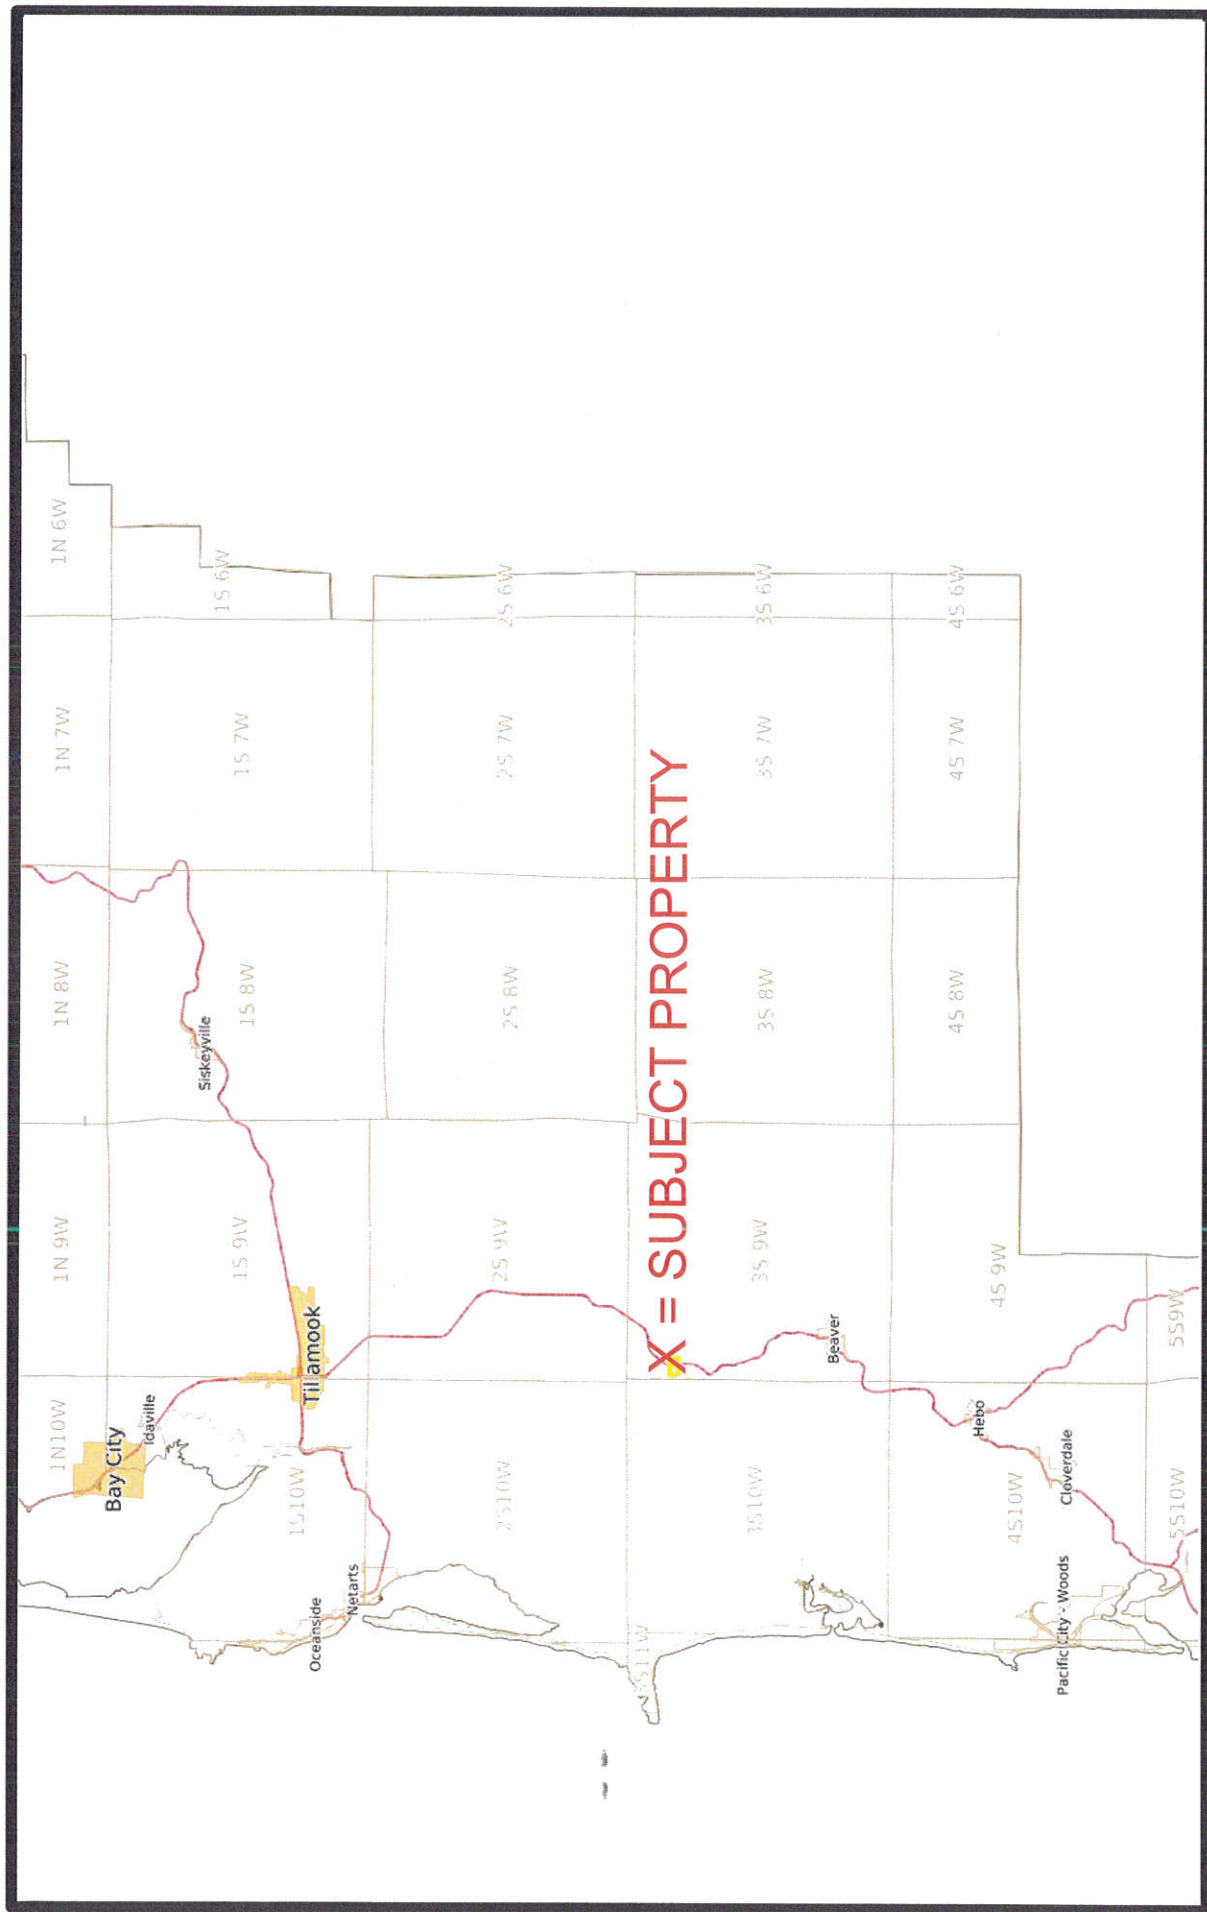 1N10W
1N 9W
1N 8W
1N 7W
1N 6W
Bay City
Idaville
Siskeyville
1S10W
1S 9W
1S 8W
1S 7W
1S 6W
Oceanside
Tillamook
Netarts
2S10W
2S 9W
2S 8W
2S 7W
2S 6W
3S11W
X = SUBJECT PROPERTY
3S10W
3S 9W
3S 8W
3S 7W
3S 6W
Beaver
4S10W
4S 9W
4S 8W
4S 7W
4S 6W
Hebo
Pacific City - Woods
Cloverdale
5S10W
5S9W